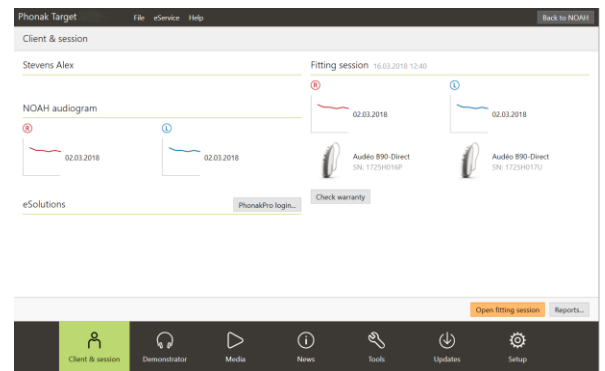 Phonak Target File eService Help Back to NOAH
Client & session
Stevens Alex
NOAH audiogram
R
02.03.2018
L
02.03.2018
eSolutions
PhonakPro login...
Fitting session 16.03.2018 12:40
R
02.03.2018
L
02.03.2018
Audéo B90-Direct
SN: 1725H016P
Audéo B90-Direct
SN: 1725H017U
Check warranty
Open fitting session Reports...
Client & session Demonstrator Media News Tools Updates Setup